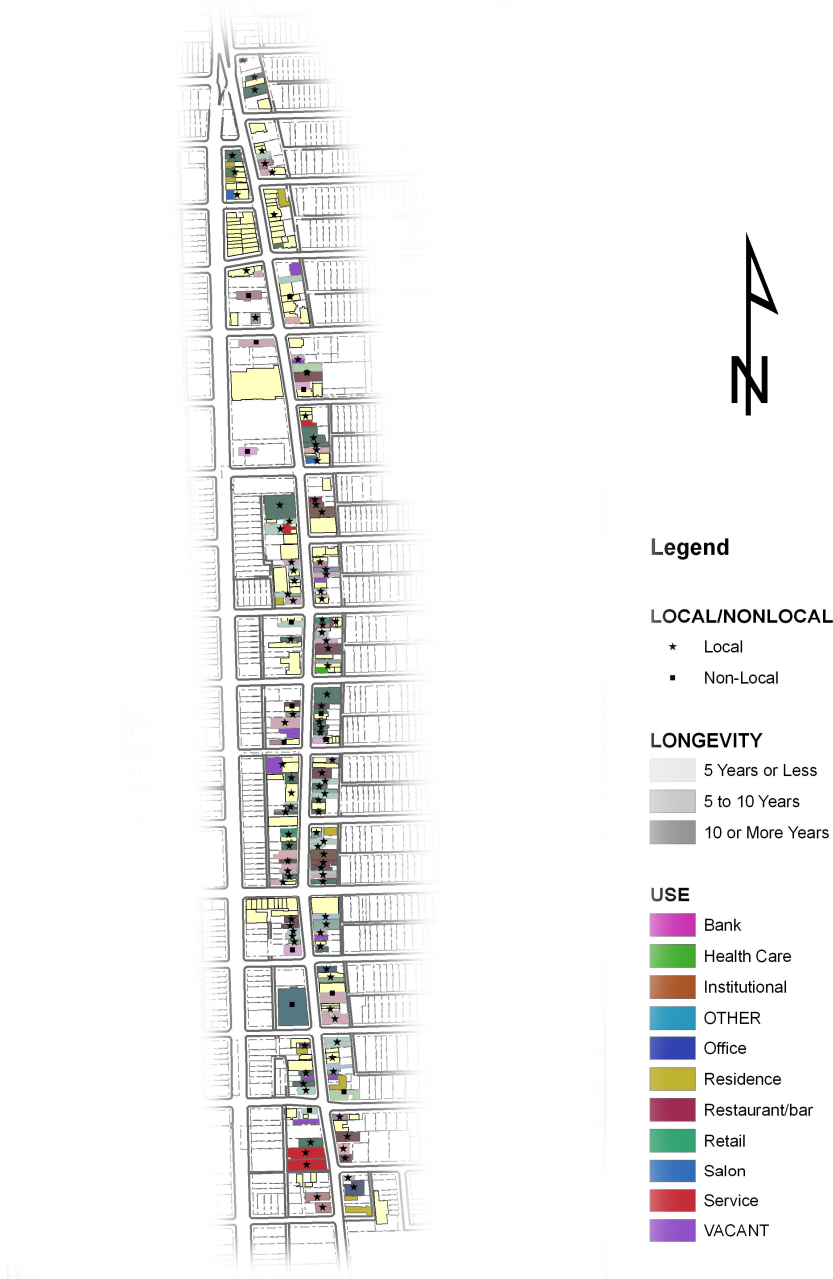 N
Legend
LOCAL/NONLOCAL
Local
Non-Local
LONGEVITY
5 Years or Less
5 to 10 Years
10 or More Years
USE
Bank
Health Care
Institutional
OTHER
Office
Residence
Restaurant/bar
Retail
Salon
Service
VACANT